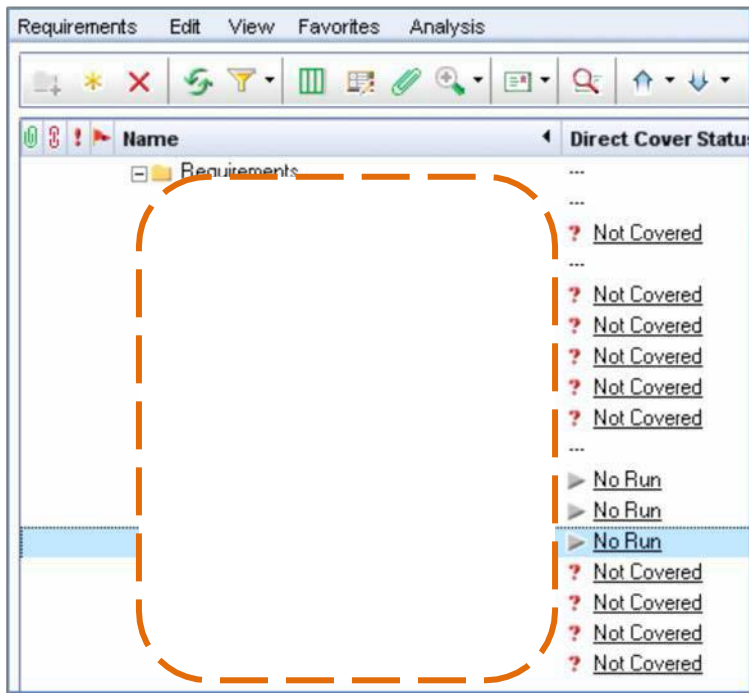 Requirements Edit View Favorites Analysis
Name Direct Cover Statu
Requirements ---
---
? Not Covered
---
? Not Covered
? Not Covered
? Not Covered
? Not Covered
? Not Covered
---
No Run
No Run
No Run
? Not Covered
? Not Covered
? Not Covered
? Not Covered